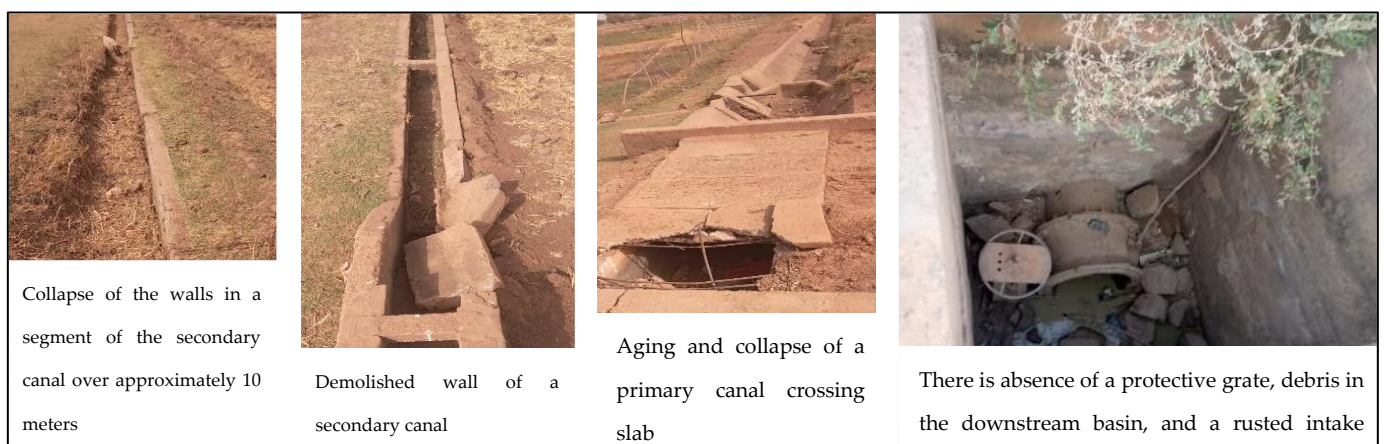 Collapse of the walls in a
segment of the secondary
canal over approximately 10
meters
Demolished wall of a
secondary canal
Aging and collapse of a
primary canal crossing
slab
There is absence of a protective grate, debris in
the downstream basin, and a rusted intake